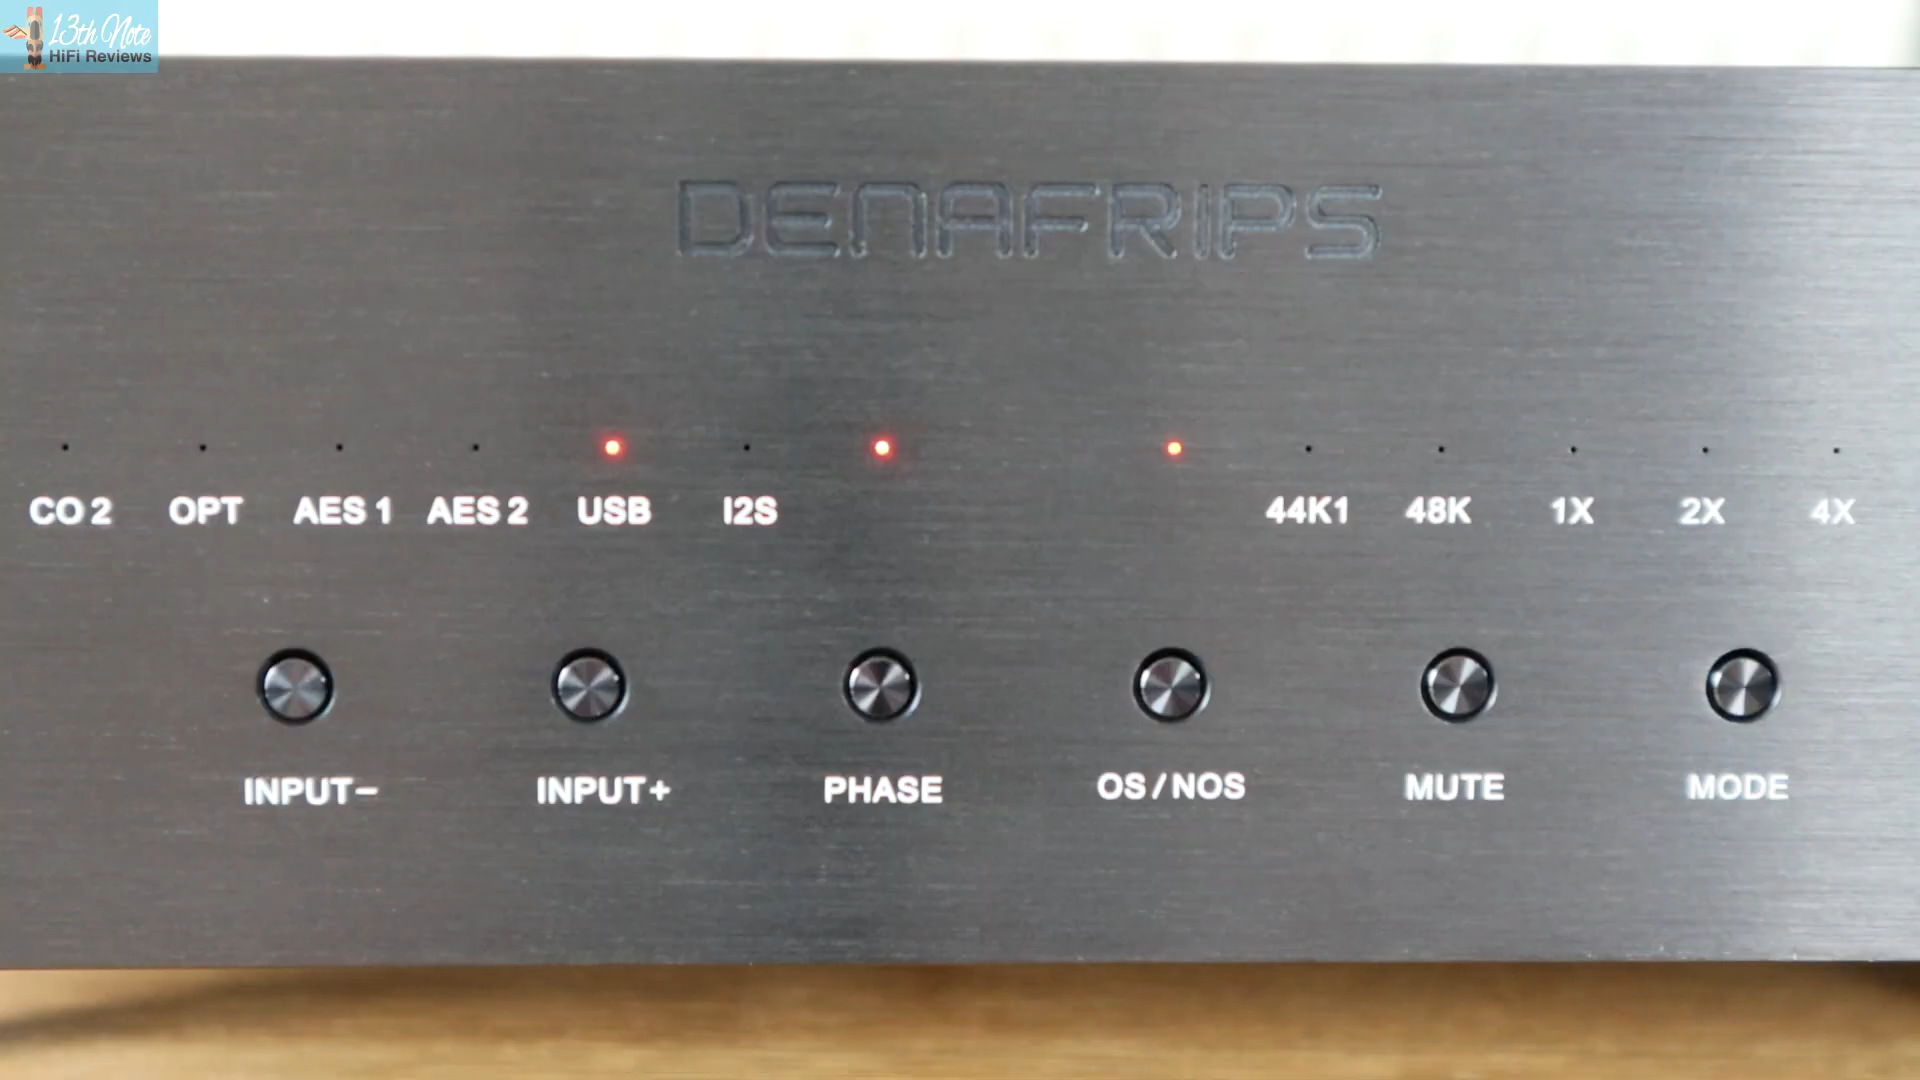 13th Note
HiFi Reviews
DENAFRIPS
CO 2 OPT AES 1 AES 2 USB I2S 44K1 48K 1X 2X 4X
INPUT− INPUT+ PHASE OS/NOS MUTE MODE